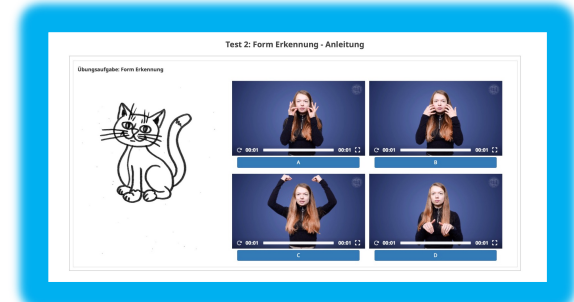 Test 2: Form Erkennung - Anleitung
Übungsaufgabe: Form Erkennung
00:01 00:01
A
00:01 00:01
B
00:01 00:01
C
00:01 00:01
D